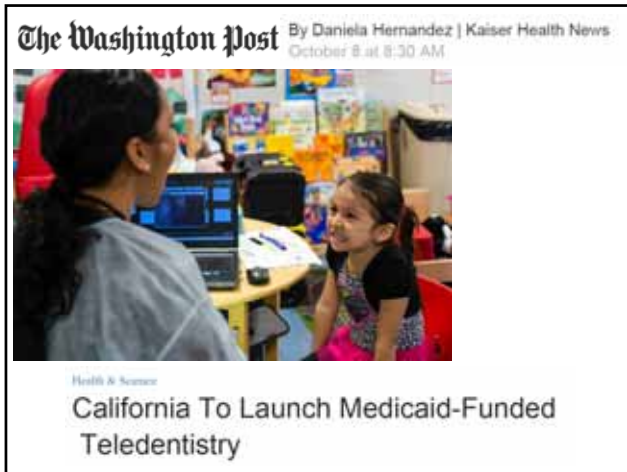 The Washington Post
By Daniela Hernandez | Kaiser Health News
October 8 at 8:30 AM
Health & Science
California To Launch Medicaid-Funded
Teledentistry